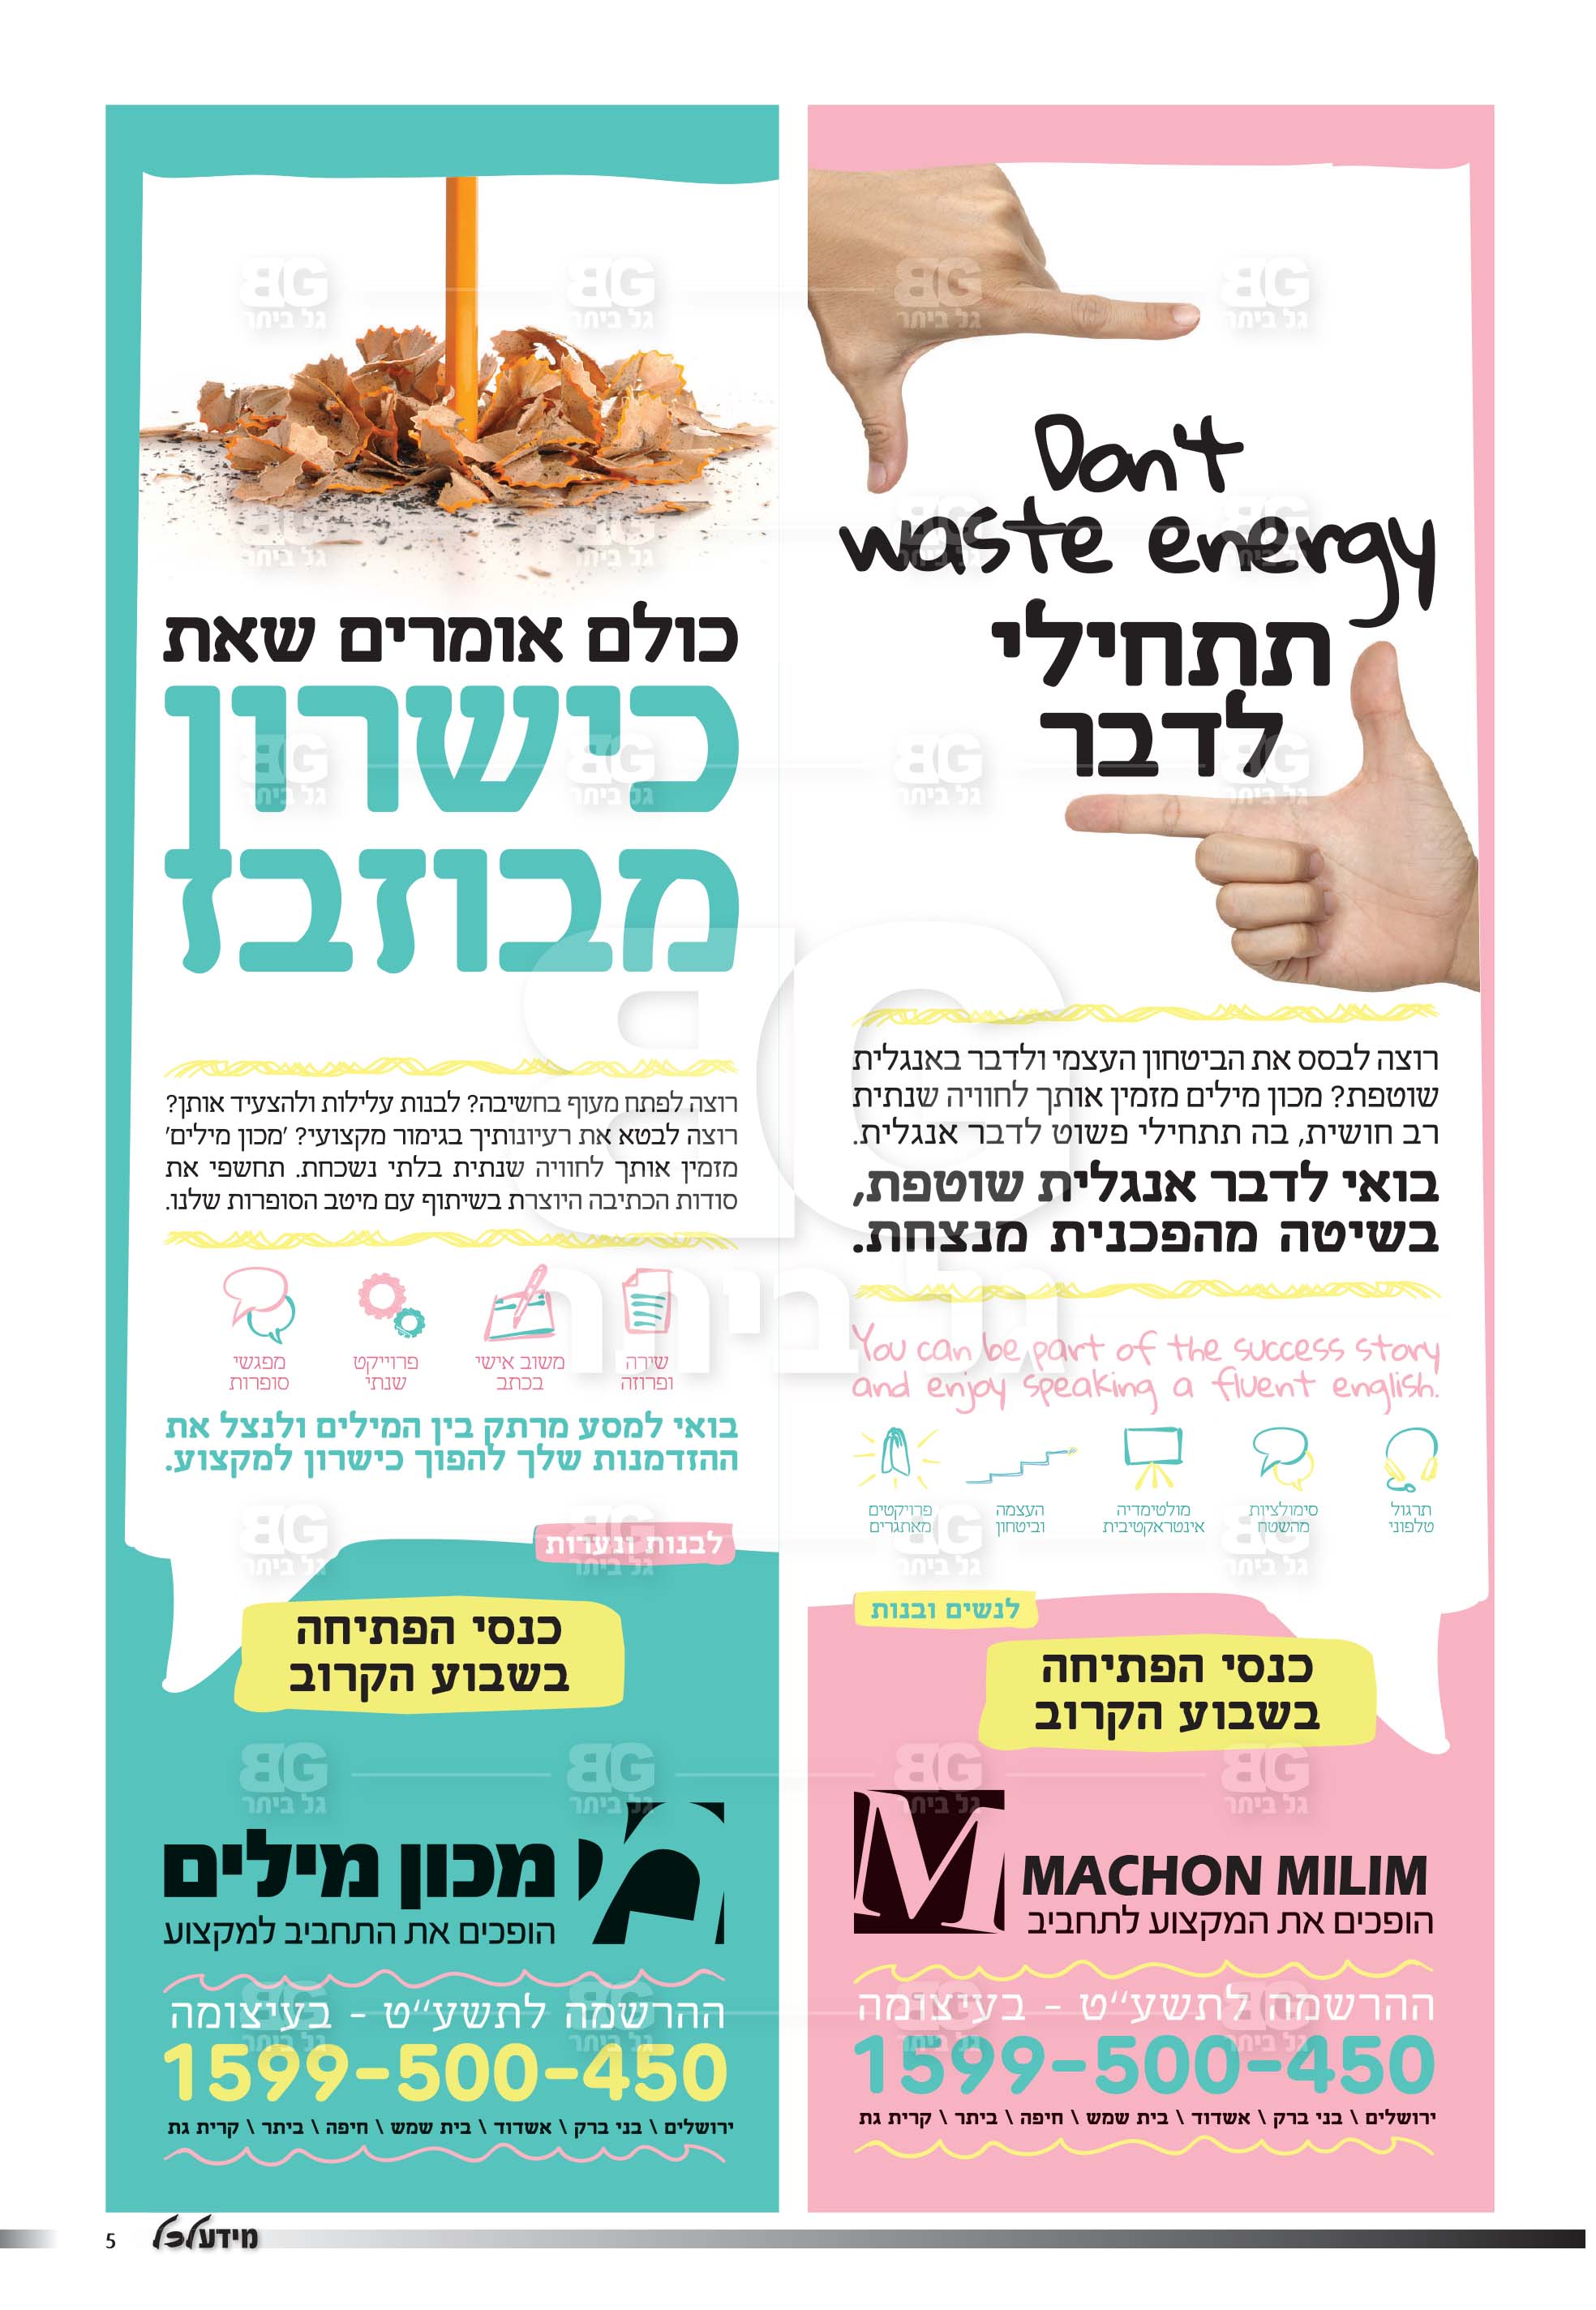 Don't
waste energy
תתחילי
לדבר
רוצה לבסס את הביטחון העצמי ולדבר באנגלית
שוטפת? מכון מילים מזמין אותך לחוויה שנתית
רב חושית, בה תתחילי פשוט לדבר אנגלית.
בואי לדבר אנגלית שוטפת,
בשיטה מהפכנית מנצחת.
You can be part of the success story
and enjoy speaking a fluent english.
תרגול
טלפוני
סימולציות
מהשטח
מולטימדיה
אינטראקטיבית
העצמה
וביטחון
פרויקטים
מאתגרים
לנשים ובנות
כנסי הפתיחה
בשבוע הקרוב
M MACHON MILIM
הופכים את המקצוע לתחביב
ההרשמה לתשע״ט - בעיצומה
1599-500-450
ירושלים \ בני ברק \ אשדוד \ בית שמש \ חיפה \ ביתר \ קרית גת
כולם אומרים שאת
כישרון
מבוזבז
רוצה לפתח מעוף בחשיבה? לבנות עלילות ולהצעיד אותן?
רוצה לבטא את רעיונותיך בגימור מקצועי? 'מכון מילים'
מזמין אותך לחוויה שנתית בלתי נשכחת. תחשפי את
סודות הכתיבה היוצרת בשיתוף עם מיטב הסופרות שלנו.
שירה
ופרוזה
משוב אישי
בכתב
פרוייקט
שנתי
מפגשי
סופרות
בואי למסע מרתק בין המילים ולנצל את
ההזדמנות שלך להפוך כישרון למקצוע.
לבנות ונערות
כנסי הפתיחה
בשבוע הקרוב
מכון מילים
הופכים את התחביב למקצוע
ההרשמה לתשע״ט - בעיצומה
1599-500-450
ירושלים \ בני ברק \ אשדוד \ בית שמש \ חיפה \ ביתר \ קרית גת
BG
גל ביתר
מידע לכל
5